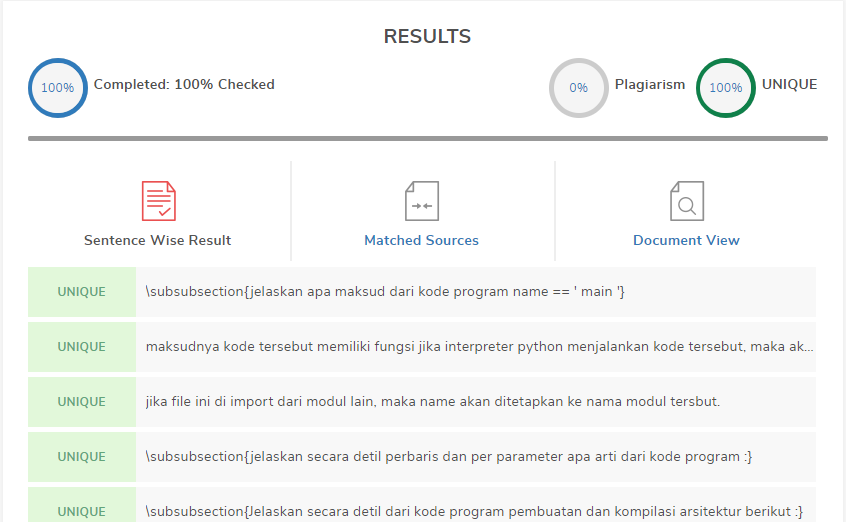 RESULTS
100% Completed: 100% Checked
0% Plagiarism 100% UNIQUE
Sentence Wise Result Matched Sources Document View
UNIQUE \subsubsection{jelaskan apa maksud dari kode program name == ' main '}
UNIQUE maksudnya kode tersebut memiliki fungsi jika interpreter python menjalankan kode tersebut, maka ak...
UNIQUE jika file ini di import dari modul lain, maka name akan ditetapkan ke nama modul tersbut.
UNIQUE \subsubsection{jelaskan secara detil perbaris dan per parameter apa arti dari kode program :}
UNIQUE \subsubsection{Jelaskan secara detil dari kode program pembuatan dan kompilasi arsitektur berikut :}